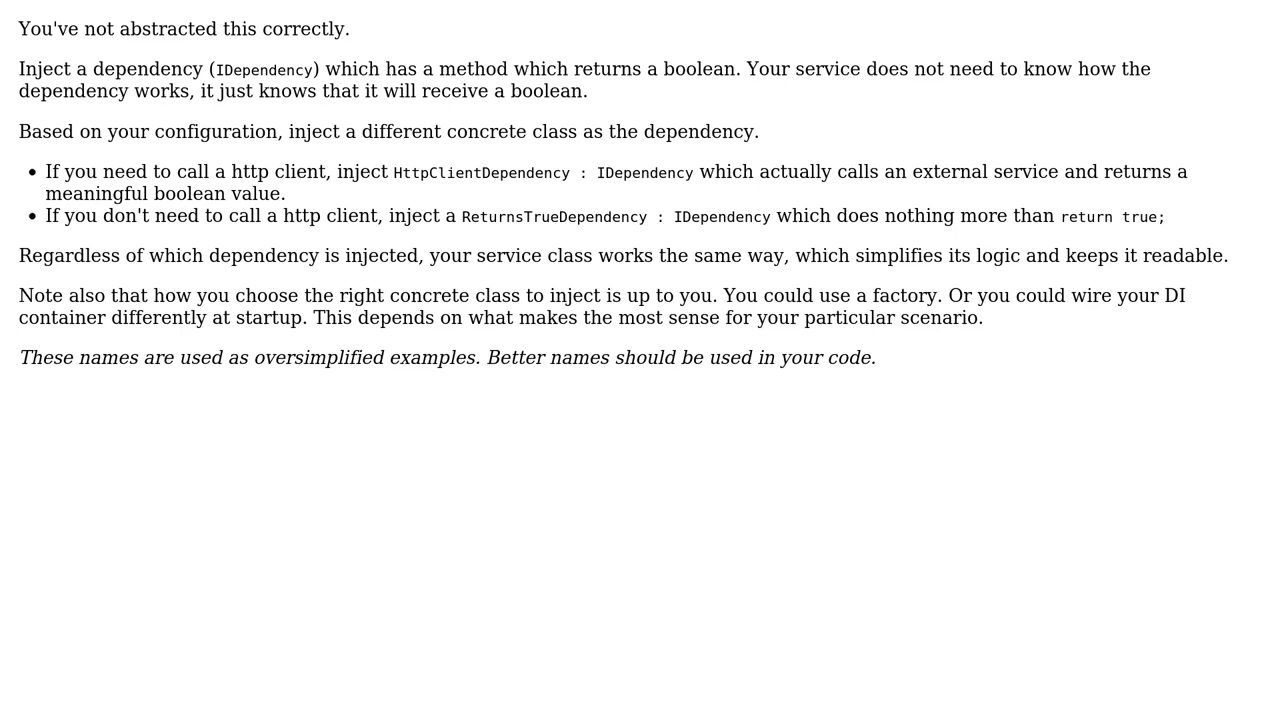 You've not abstracted this correctly.
Inject a dependency (IDependency) which has a method which returns a boolean. Your service does not need to know how the
dependency works, it just knows that it will receive a boolean.
Based on your configuration, inject a different concrete class as the dependency.
• If you need to call a http client, inject HttpClientDependency : IDependency which actually calls an external service and returns a
meaningful boolean value.
• If you don't need to call a http client, inject a ReturnsTrueDependency : IDependency which does nothing more than return true;
Regardless of which dependency is injected, your service class works the same way, which simplifies its logic and keeps it readable.
Note also that how you choose the right concrete class to inject is up to you. You could use a factory. Or you could wire your DI
container differently at startup. This depends on what makes the most sense for your particular scenario.
These names are used as oversimplified examples. Better names should be used in your code.